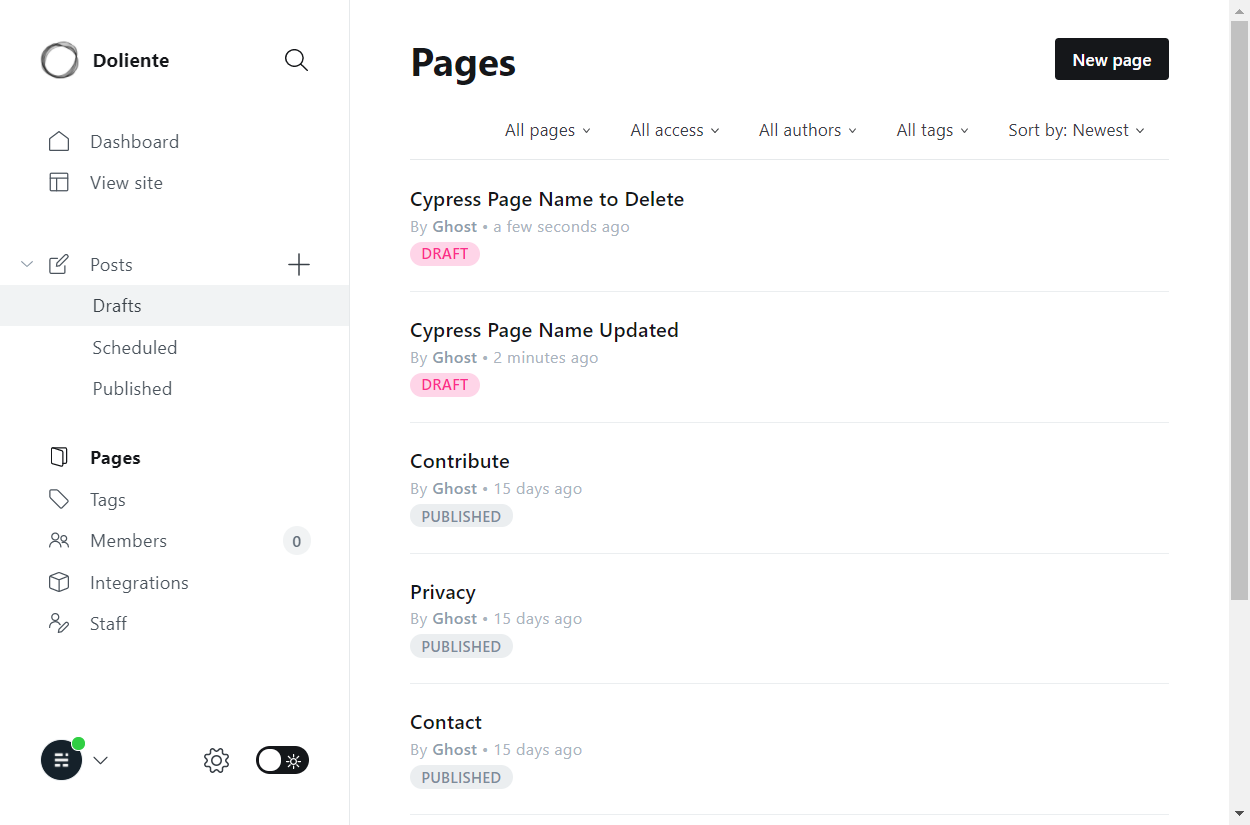 Doliente
Dashboard
View site
Posts
Drafts
Scheduled
Published
Pages
Tags
Members 0
Integrations
Staff
Pages
New page
All pages All access All authors All tags Sort by: Newest
Cypress Page Name to Delete
By Ghost • a few seconds ago
DRAFT
Cypress Page Name Updated
By Ghost • 2 minutes ago
DRAFT
Contribute
By Ghost • 15 days ago
PUBLISHED
Privacy
By Ghost • 15 days ago
PUBLISHED
Contact
By Ghost • 15 days ago
PUBLISHED